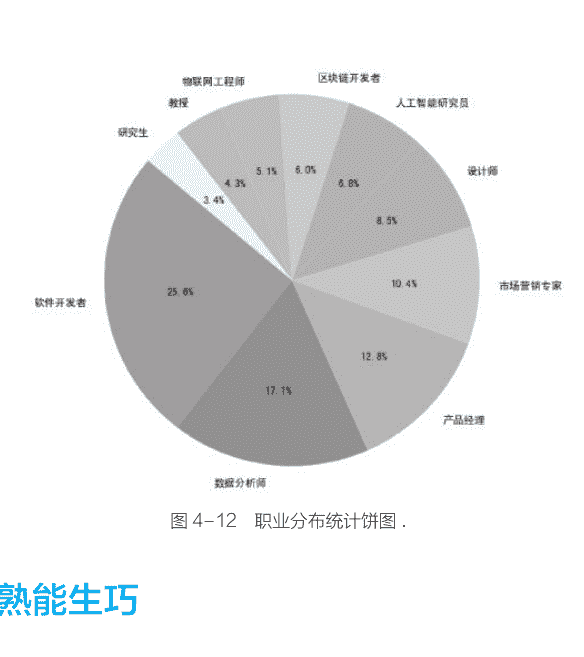 物联网工程师
区块链开发者
教授
人工智能研究员
研究生
设计师
5.1%
6.0%
4.3%
6.8%
3.4%
8.5%
市场营销专家
10.4%
25.6%
软件开发者
12.8%
17.1%
产品经理
数据分析师
图 4-12 职业分布统计饼图 .
熟能生巧